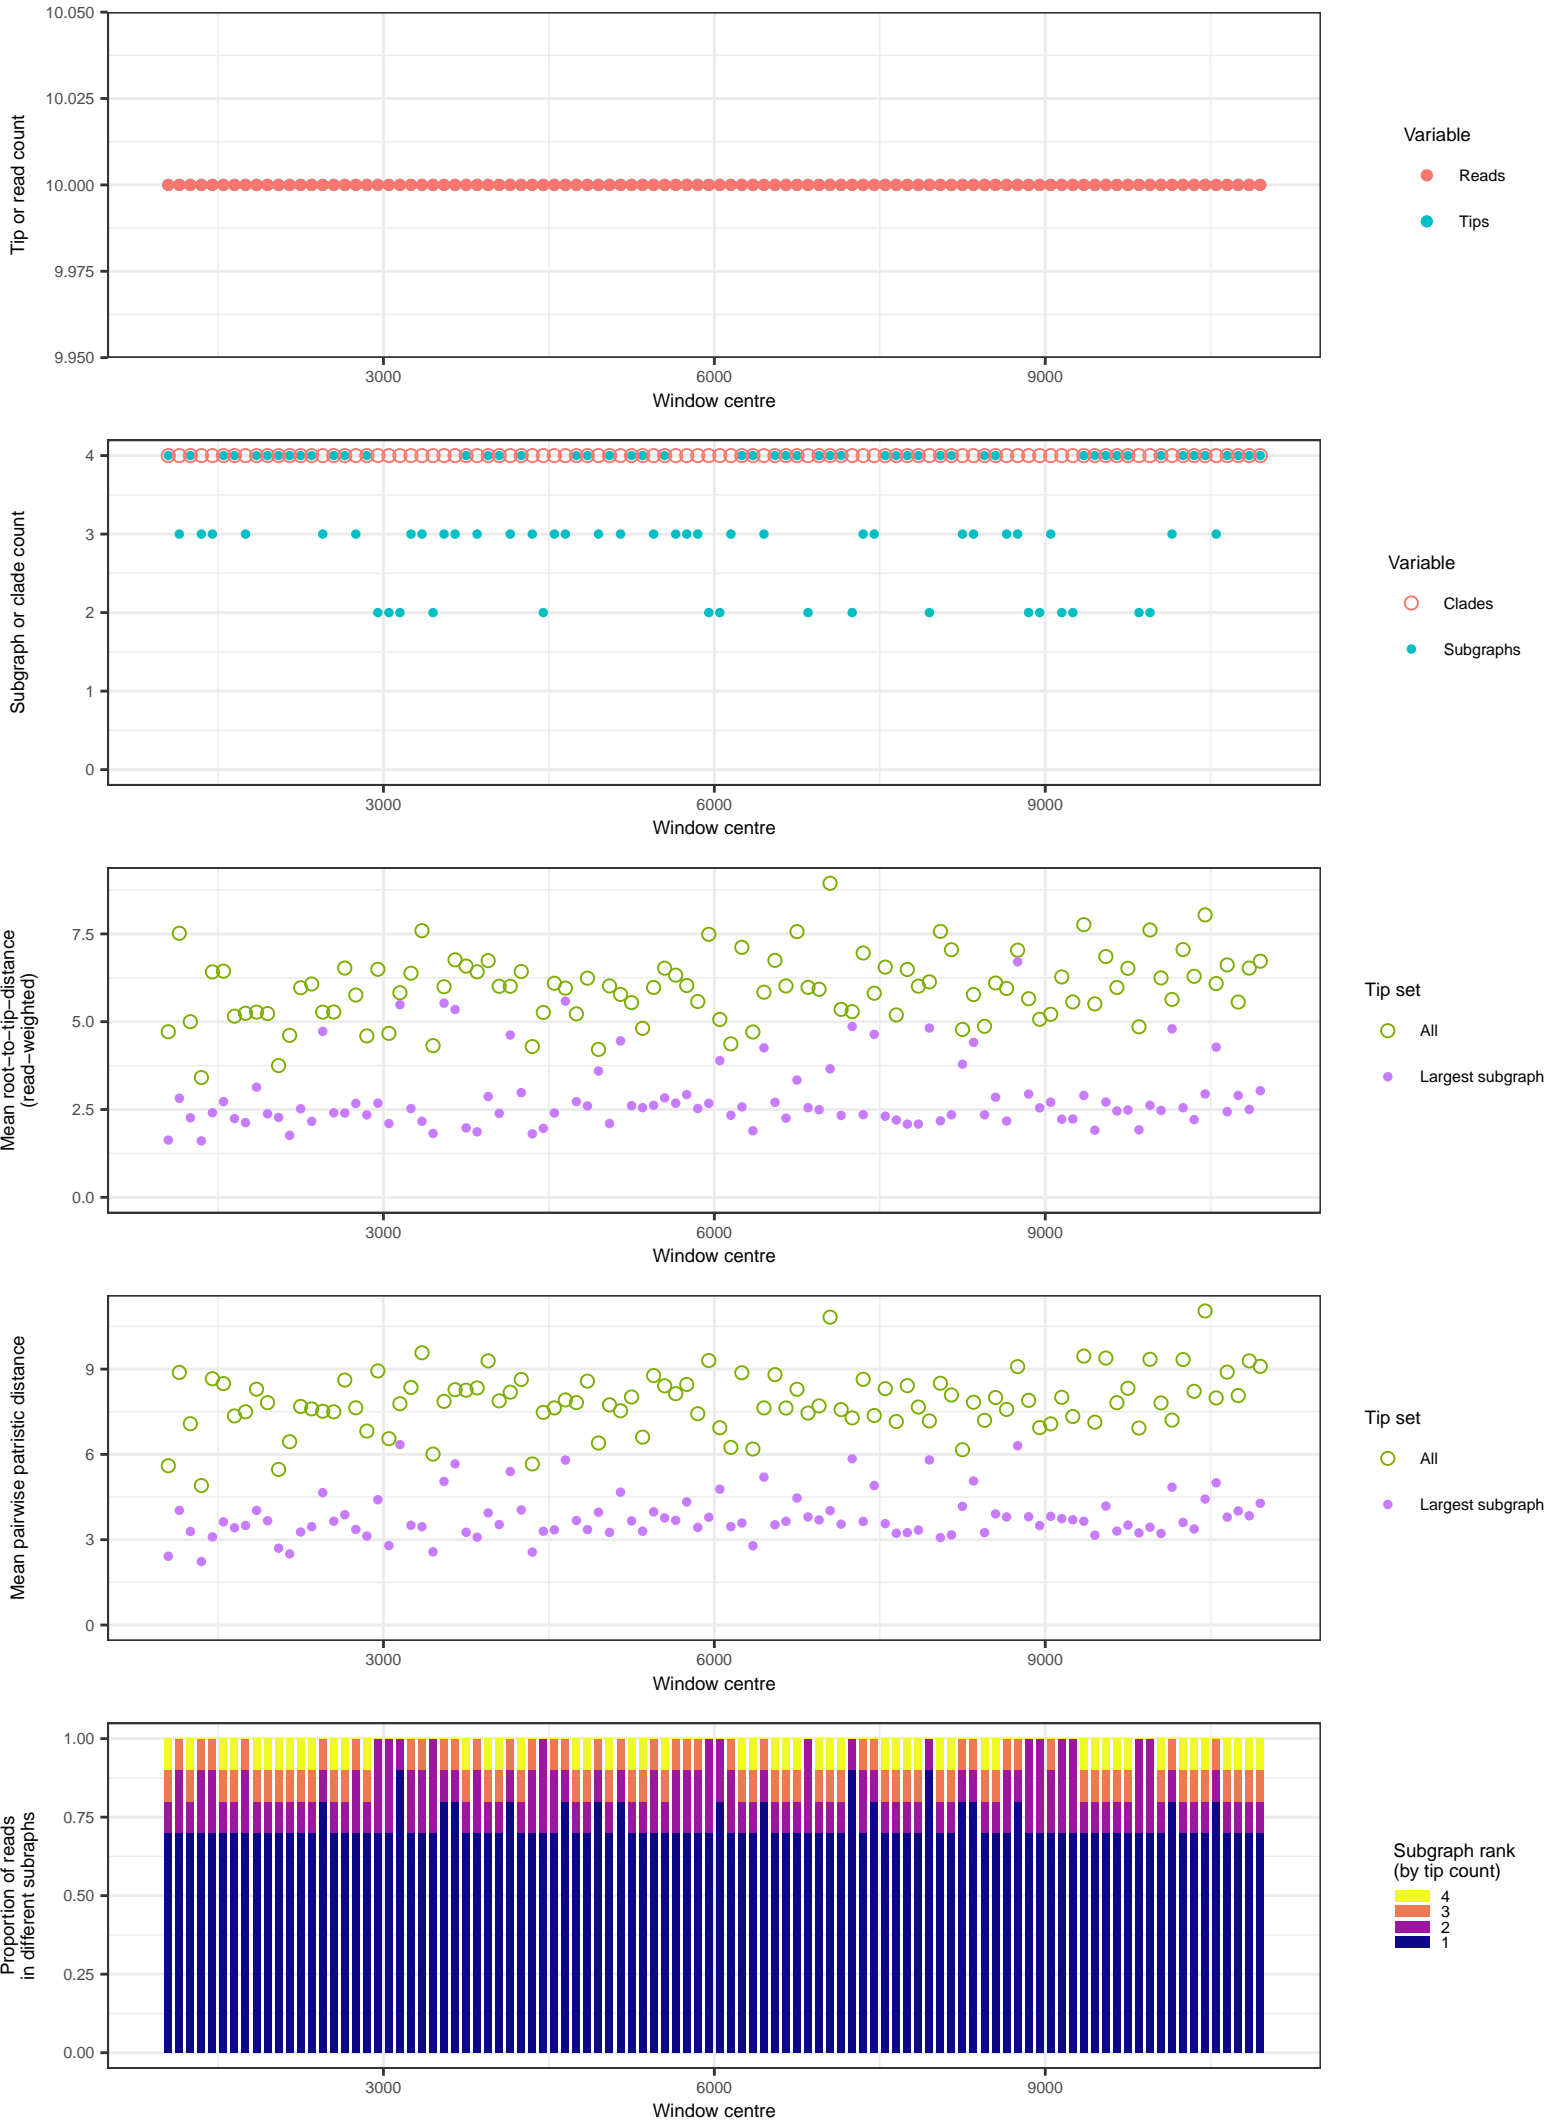 10.050
10.025
10.000
9.975
9.950
Tip or read count
3000
6000
9000
Window centre
Variable
Reads
Tips
4
3
2
1
0
Subgraph or clade count
3000
6000
9000
Window centre
Variable
Clades
Subgraphs
7.5
5.0
2.5
0.0
Mean root−to−tip−distance
(read−weighted)
3000
6000
9000
Window centre
Tip set
All
Largest subgraph
9
6
3
0
Mean pairwise patristic distance
3000
6000
9000
Window centre
Tip set
All
Largest subgraph
1.00
0.75
0.50
0.25
0.00
Proportion of reads
in different subraphs
3000
6000
9000
Window centre
Subgraph rank
(by tip count)
4
3
2
1